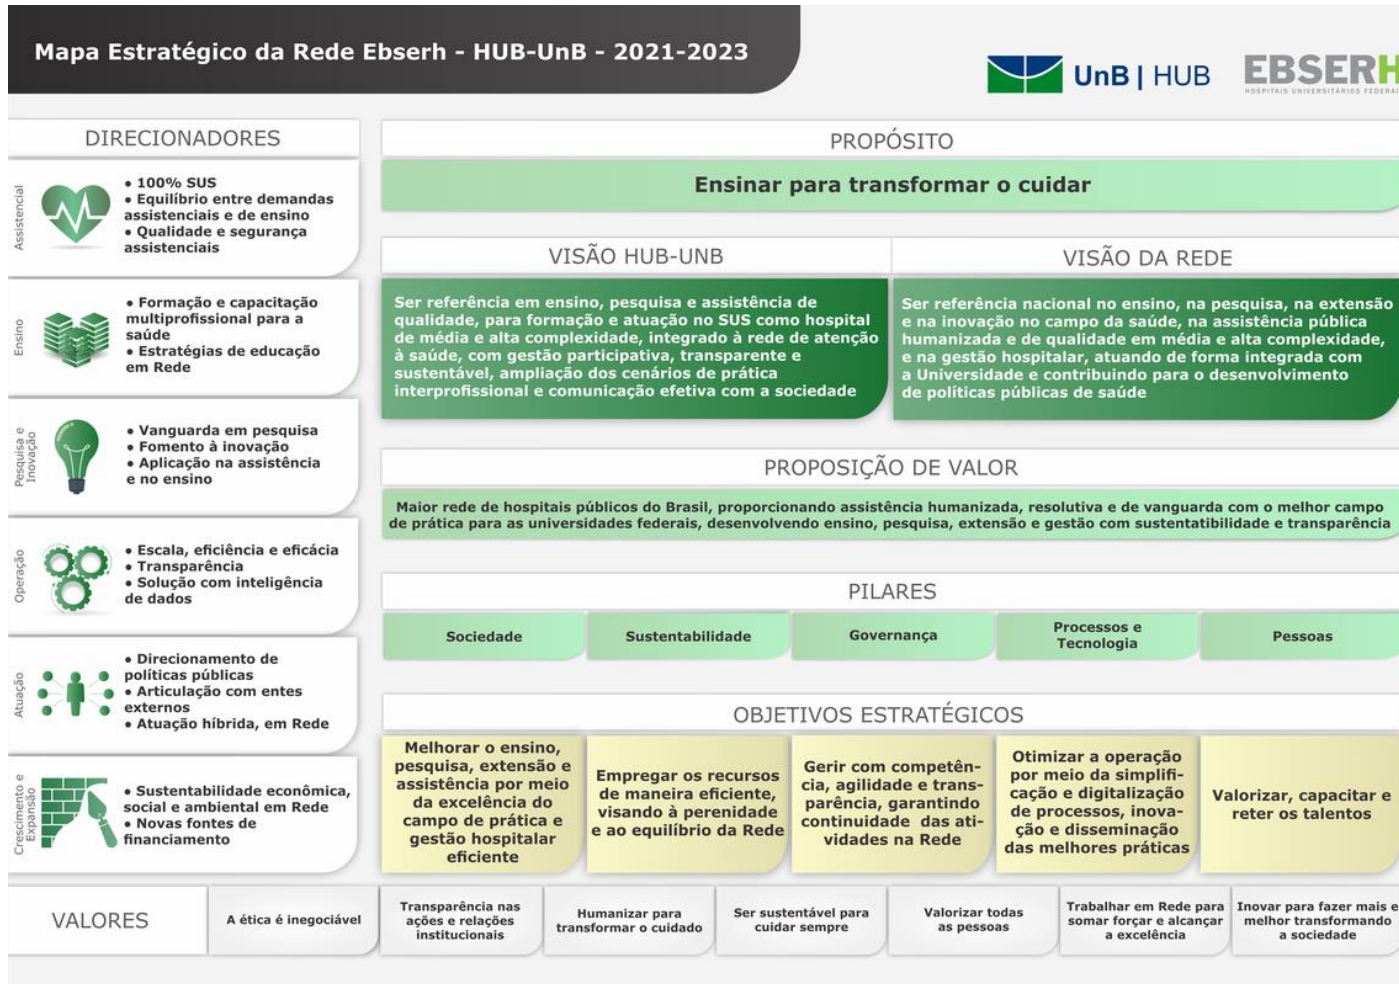 Mapa Estratégico da Rede Ebserh - HUB-UnB - 2021-2023
UnB | HUB
EBSERH
HOSPITAIS UNIVERSITÁRIOS FEDERAI
DIRECIONADORES
Assistencial
• 100% SUS
• Equilíbrio entre demandas
assistenciais e de ensino
• Qualidade e segurança
assistenciais
Ensino
• Formação e capacitação
multiprofissional para a
saúde
• Estratégias de educação
em Rede
Pesquisa e
Inovação
• Vanguarda em pesquisa
• Fomento à inovação
• Aplicação na assistência
e no ensino
Operação
• Escala, eficiência e eficácia
• Transparência
• Solução com inteligência
de dados
Atuação
• Direcionamento de
políticas públicas
• Articulação com entes
externos
• Atuação híbrida, em Rede
Crescimento e
Expansão
• Sustentabilidade econômica,
social e ambiental em Rede
• Novas fontes de
financiamento
PROPÓSITO
Ensinar para transformar o cuidar
VISÃO HUB-UNB
Ser referência em ensino, pesquisa e assistência de
qualidade, para formação e atuação no SUS como hospital
de média e alta complexidade, integrado à rede de atenção
à saúde, com gestão participativa, transparente e
sustentável, ampliação dos cenários de prática
interprofissional e comunicação efetiva com a sociedade
VISÃO DA REDE
Ser referência nacional no ensino, na pesquisa, na extensão
e na inovação no campo da saúde, na assistência pública
humanizada e de qualidade em média e alta complexidade,
e na gestão hospitalar, atuando de forma integrada com
a Universidade e contribuindo para o desenvolvimento
de políticas públicas de saúde
PROPOSIÇÃO DE VALOR
Maior rede de hospitais públicos do Brasil, proporcionando assistência humanizada, resolutiva e de vanguarda com o melhor campo
de prática para as universidades federais, desenvolvendo ensino, pesquisa, extensão e gestão com sustentatibilidade e transparência
PILARES
Sociedade
Sustentabilidade
Governança
Processos e
Tecnologia
Pessoas
OBJETIVOS ESTRATÉGICOS
Melhorar o ensino,
pesquisa, extensão e
assistência por meio
da excelência do
campo de prática e
gestão hospitalar
eficiente
Empregar os recursos
de maneira eficiente,
visando à perenidade
e ao equilíbrio da Rede
Gerir com competên-
cia, agilidade e trans-
parência, garantindo
continuidade das ati-
vidades na Rede
Otimizar a operação
por meio da simplifi-
cação e digitalização
de processos, inova-
ção e disseminação
das melhores práticas
Valorizar, capacitar e
reter os talentos
VALORES
A ética é inegociável
Transparência nas
ações e relações
institucionais
Humanizar para
transformar o cuidado
Ser sustentável para
cuidar sempre
Valorizar todas
as pessoas
Trabalhar em Rede para
somar forçar e alcançar
a excelência
Inovar para fazer mais e
melhor transformando
a sociedade